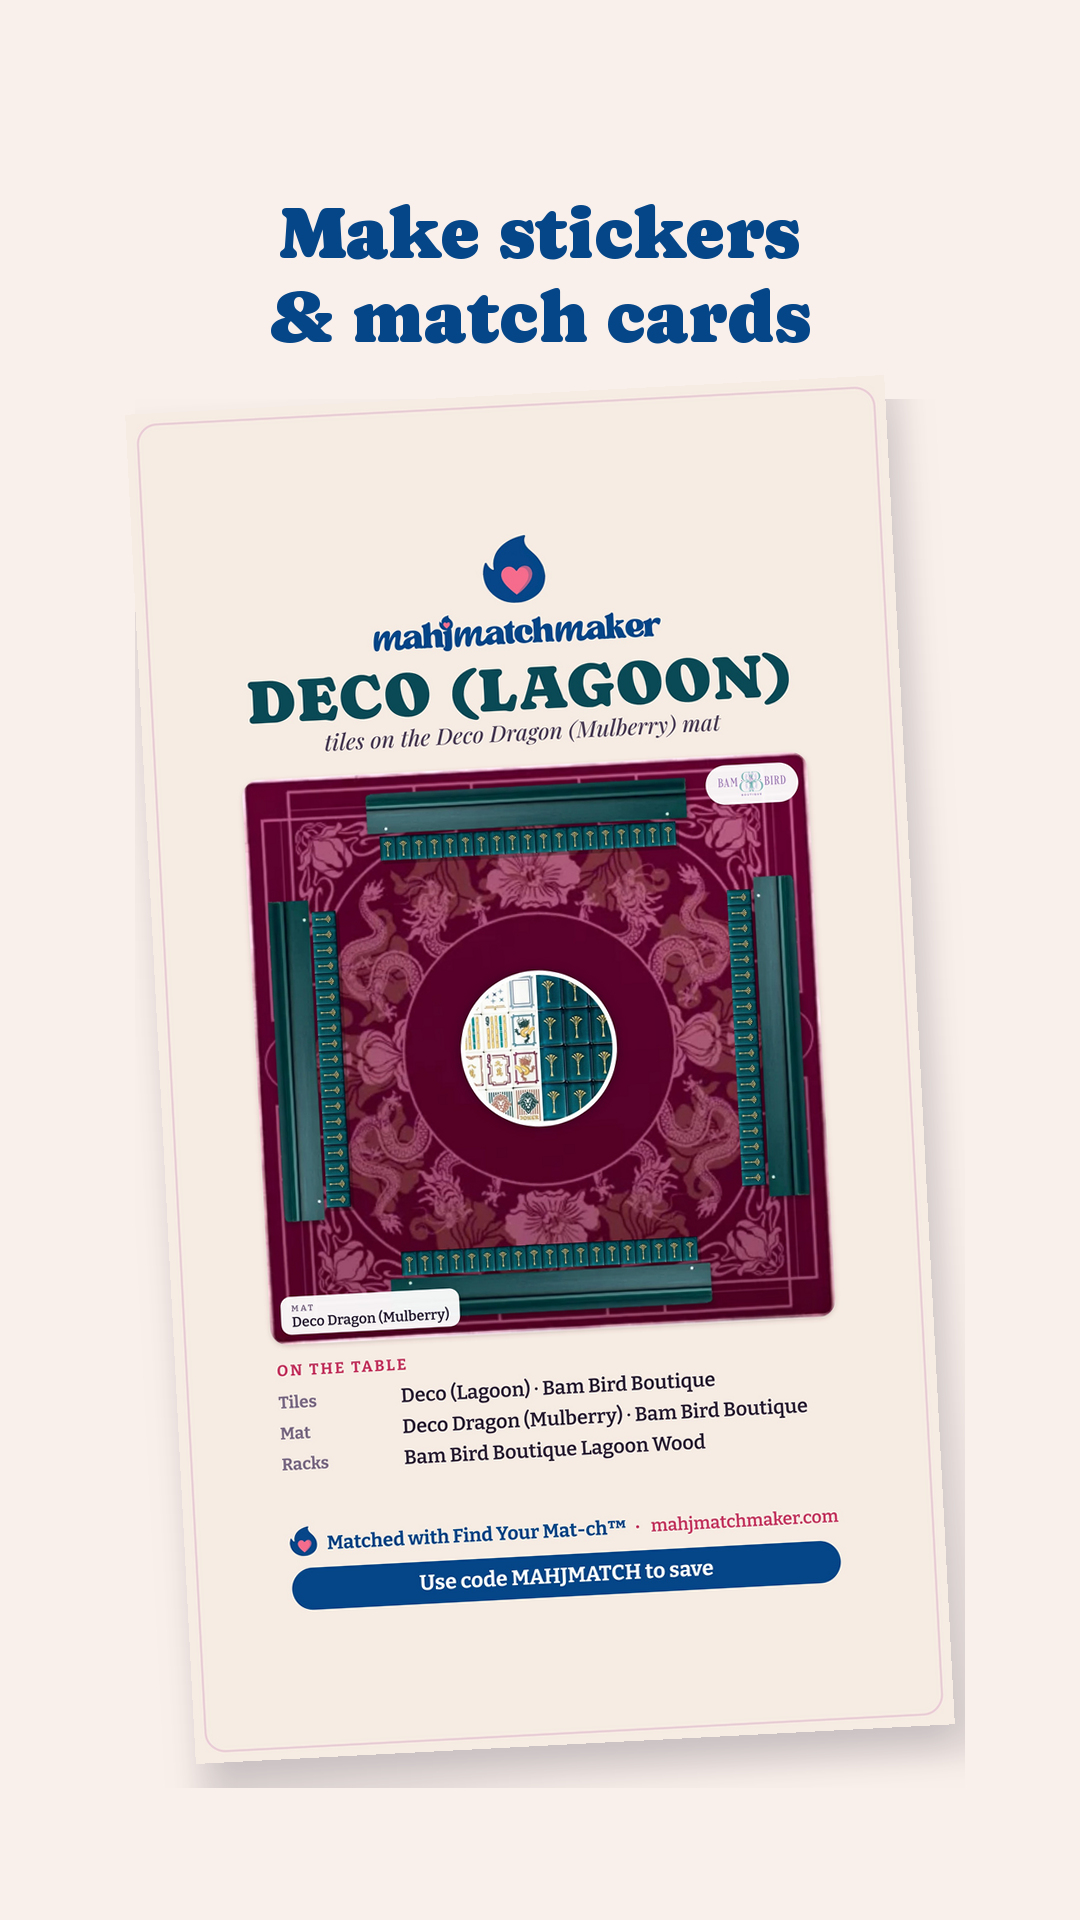 Make stickers
& match cards
mahjmatchmaker
DECO (LAGOON)
tiles on the Deco Dragon (Mulberry) mat
BAM BIRD
BOUTIQUE
JOKER
MAT
Deco Dragon (Mulberry)
ON THE TABLE
Tiles Deco (Lagoon) · Bam Bird Boutique
Mat Deco Dragon (Mulberry) · Bam Bird Boutique
Racks Bam Bird Boutique Lagoon Wood
Matched with Find Your Mat-ch™ · mahjmatchmaker.com
Use code MAHJMATCH to save